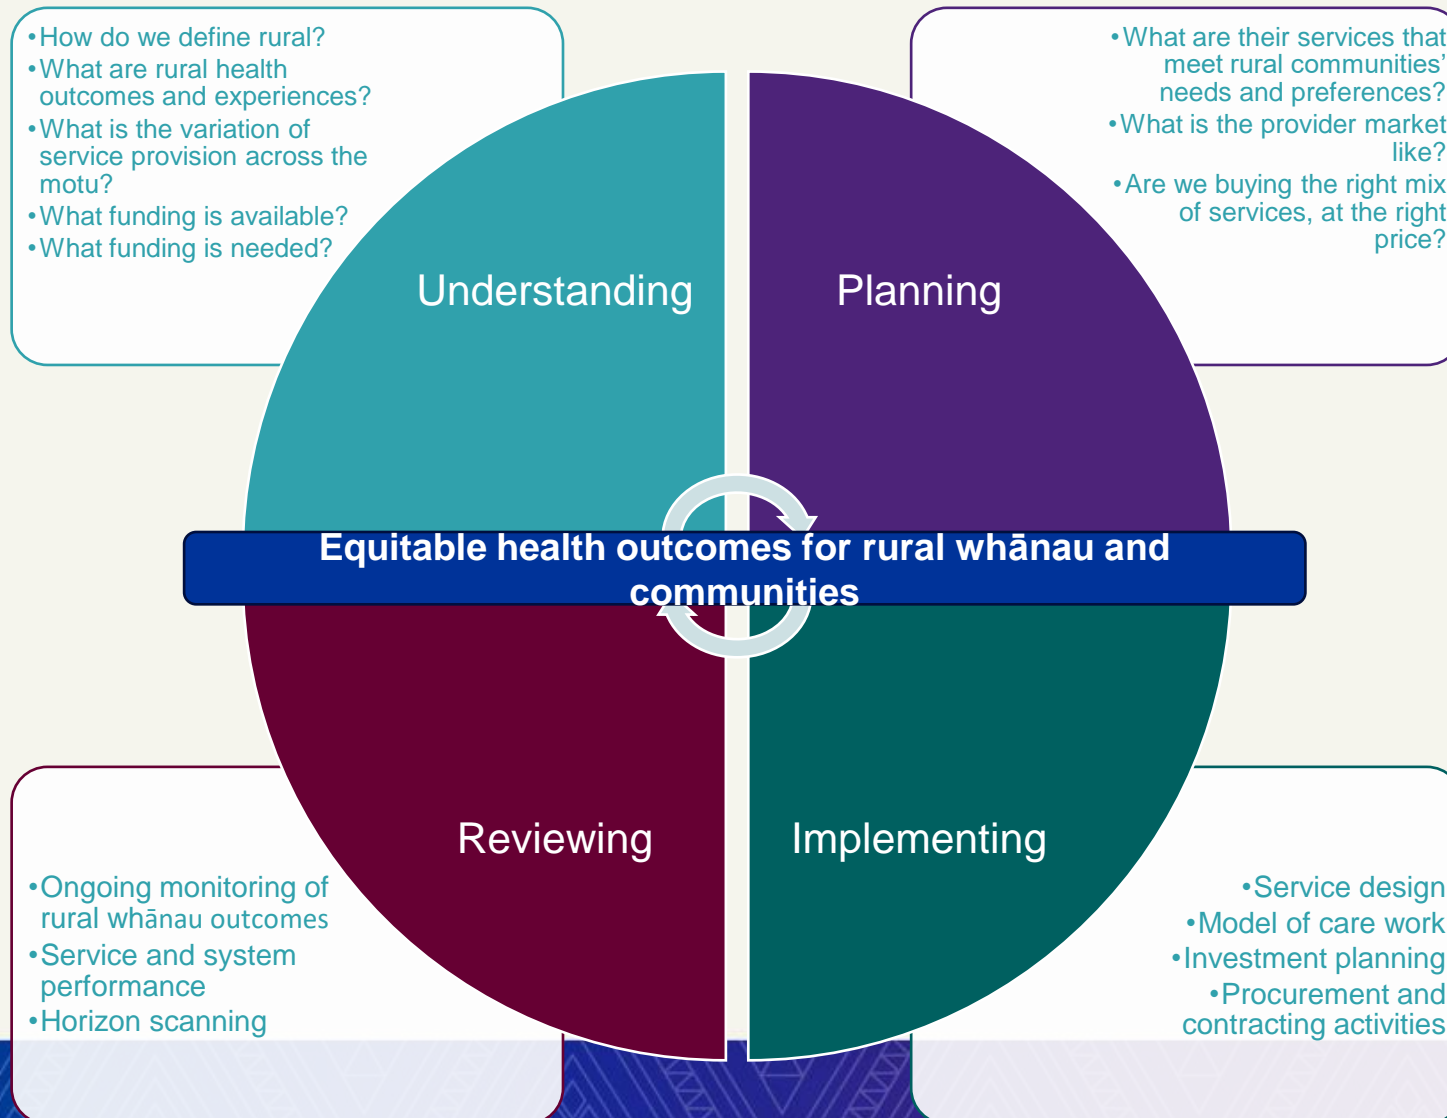 •How do we define rural?
•What are rural health
outcomes and experiences?
•What is the variation of
service provision across the
motu?
•What funding is available?
•What funding is needed?
•What are their services that
meet rural communities’
needs and preferences?
•What is the provider market
like?
•Are we buying the right mix
of services, at the right
price?
Understanding
Planning
Equitable health outcomes for rural whānau and
communities
Reviewing
Implementing
•Ongoing monitoring of
rural whānau outcomes
•Service and system
performance
•Horizon scanning
•Service design
•Model of care work
•Investment planning
•Procurement and
contracting activities